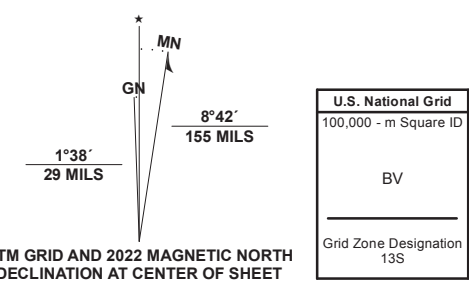 ★
MN
GN
8°42´
155 MILS
1°38´
29 MILS
TM GRID AND 2022 MAGNETIC NORTH
DECLINATION AT CENTER OF SHEET
U.S. National Grid
100,000 - m Square ID
BV
Grid Zone Designation
13S